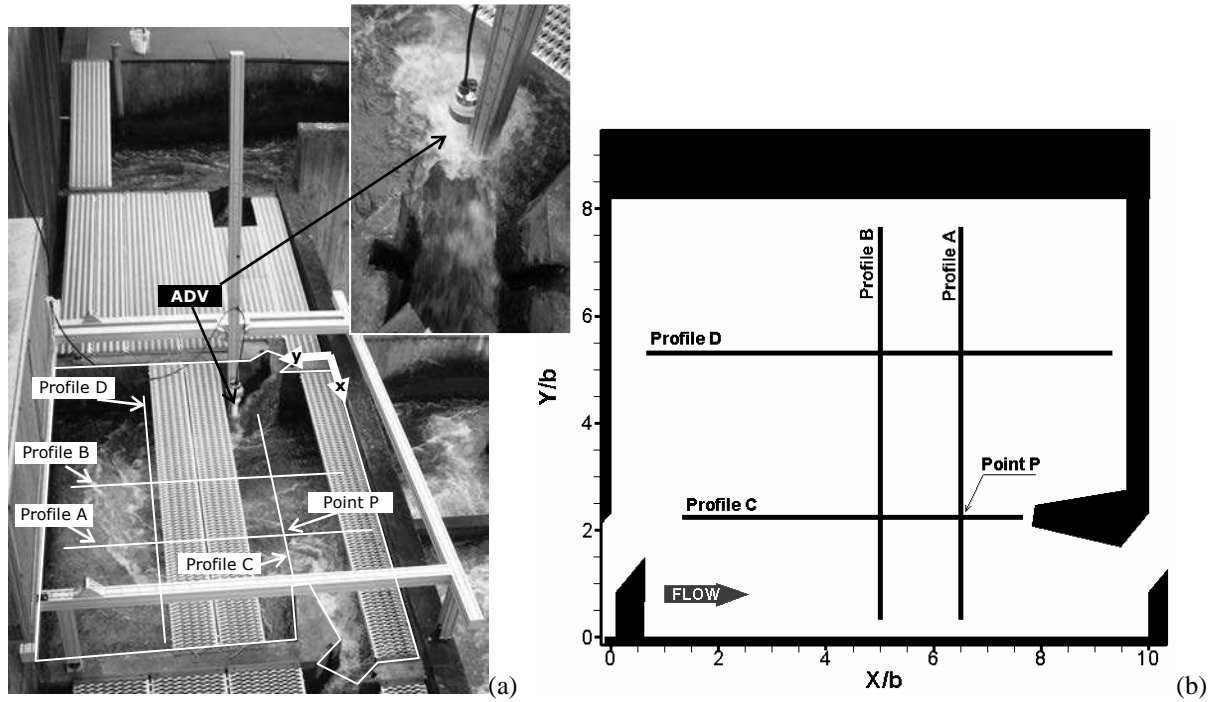 ADV
y
x
Profile D
Profile B
Profile A
Point P
Profile C
(a)
Y/b
8
6
4
2
0
Profile B
Profile A
Profile D
Point P
Profile C
FLOW
0 2 4 6 8 10
X/b
(b)